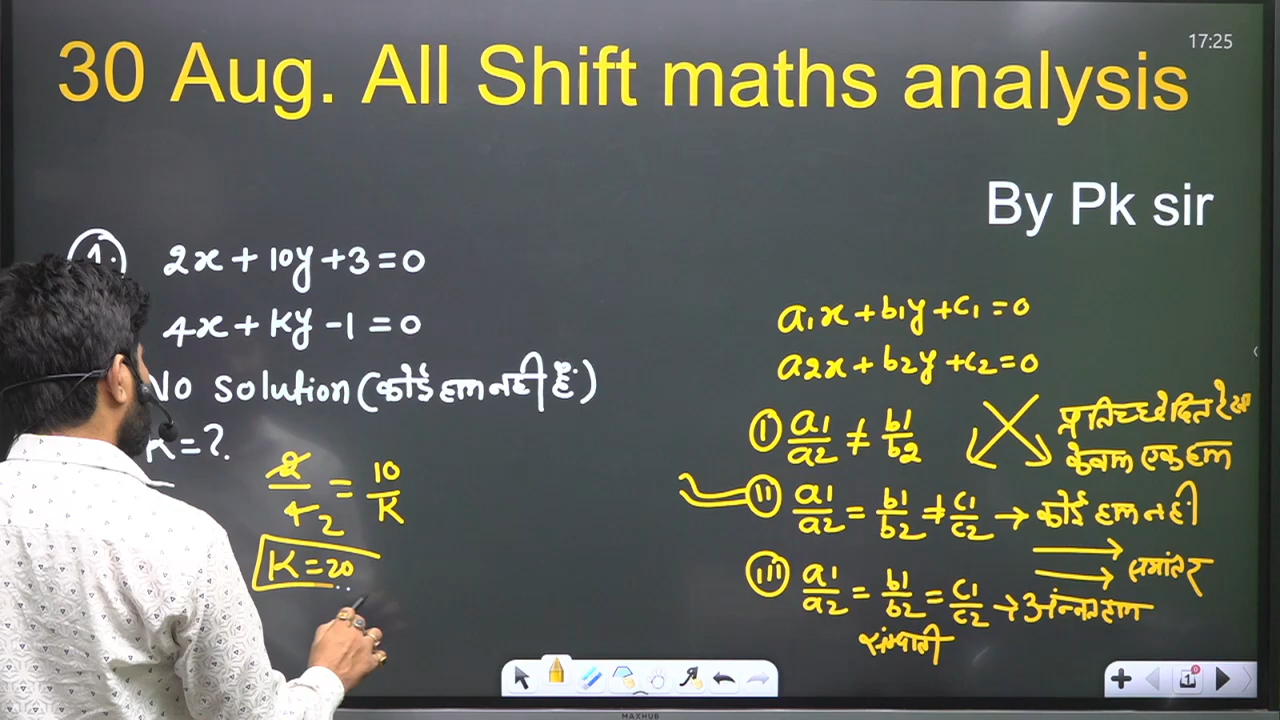 17:25
30 Aug. All Shift maths analysis
By Pk sir
1. 2x+10y+3=0
4x+Ky-1=0
No solution (कोई हल नहीं है)
K=?
2/4 2 = 10/K
K=20
a1x+b1y+c1=0
a2x+b2y+c2=0
(i) a1/a2 ≠ b1/b2
प्रतिच्छेदित रेखा
केवल एक हल
(ii) a1/a2 = b1/b2 ≠ c1/c2 → कोई हल नहीं
समांतर
(iii) a1/a2 = b1/b2 = c1/c2 → अनन्त हल
संपाती
1
MAXHUB